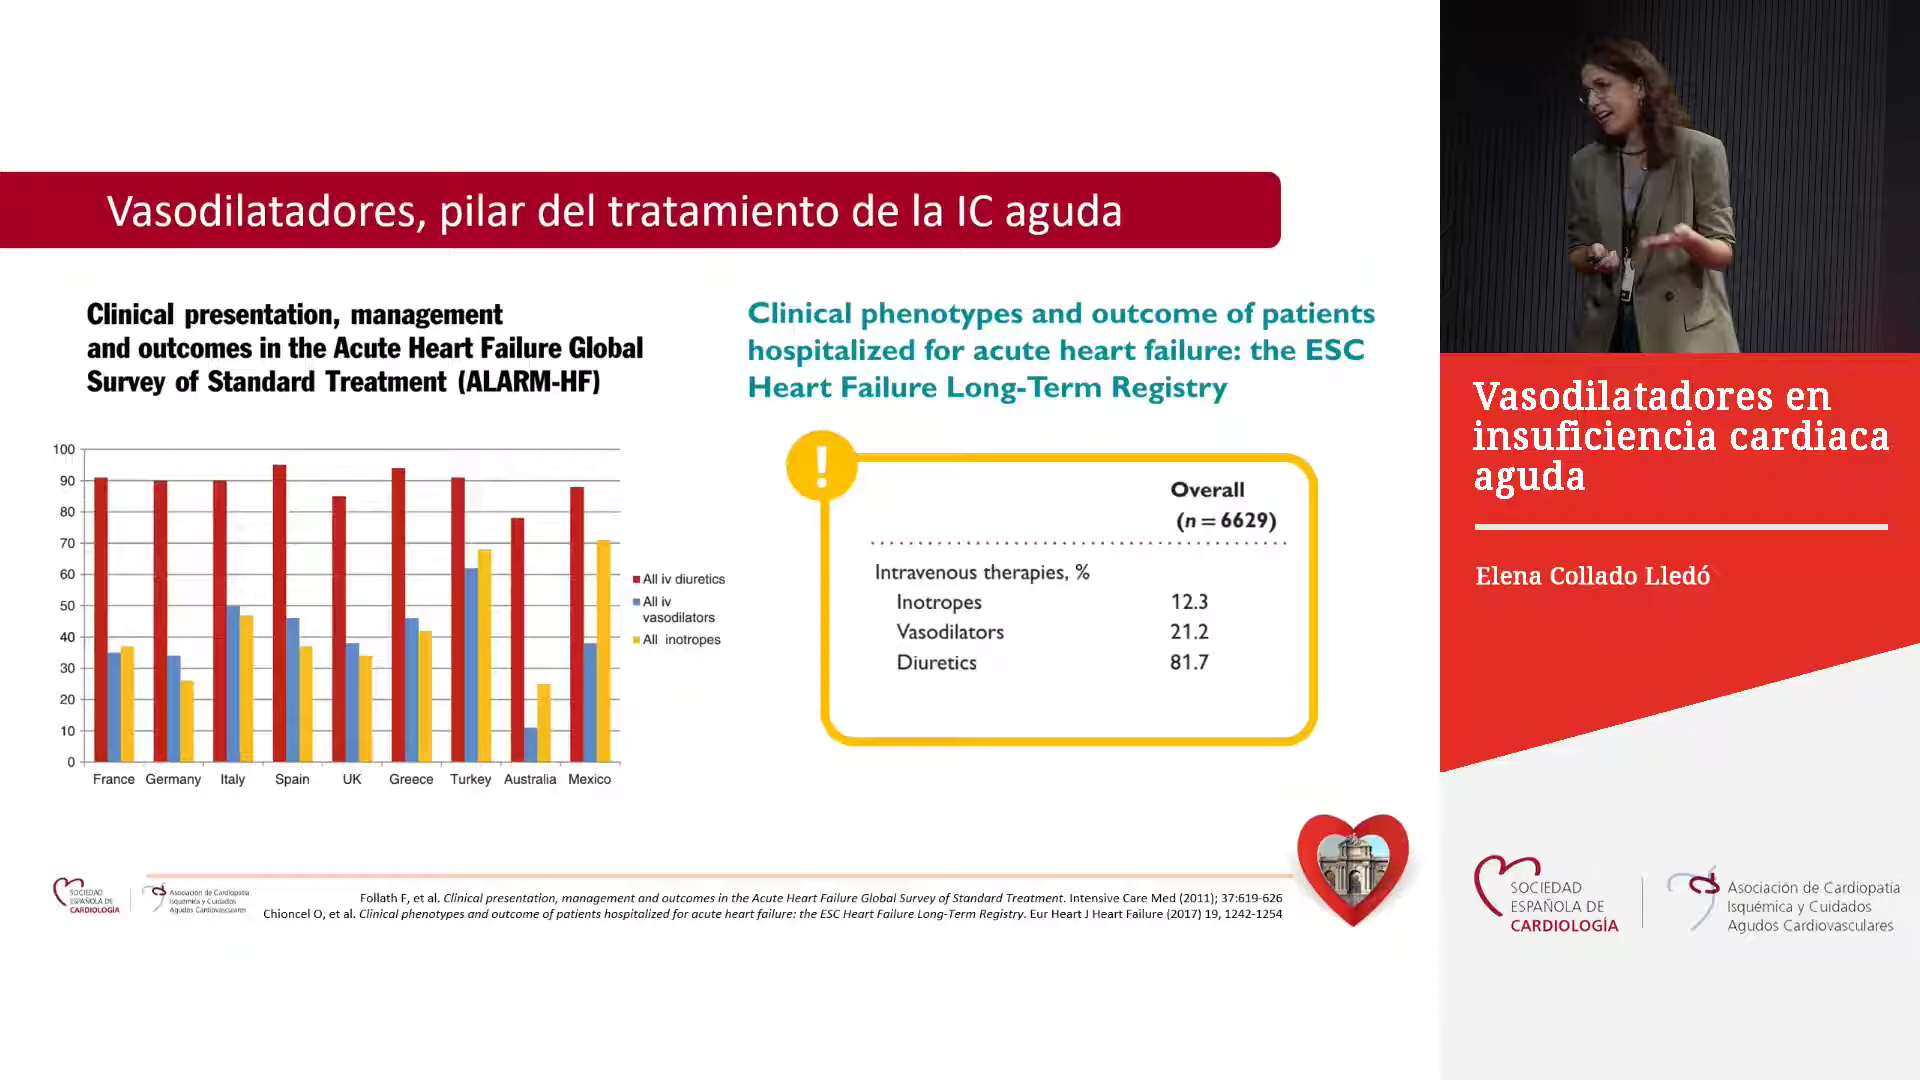 Vasodilatadores, pilar del tratamiento de la IC aguda
Clinical presentation, management
and outcomes in the Acute Heart Failure Global
Survey of Standard Treatment (ALARM-HF)
100
90
80
70
60
50
40
30
20
10
0
France Germany Italy Spain UK Greece Turkey Australia Mexico
All iv diuretics
All iv
vasodilators
All inotropes
Clinical phenotypes and outcome of patients
hospitalized for acute heart failure: the ESC
Heart Failure Long-Term Registry
!
Overall
(n = 6629)
Intravenous therapies, %
Inotropes 12.3
Vasodilators 21.2
Diuretics 81.7
SOCIEDAD
ESPAÑOLA DE
CARDIOLOGÍA
Asociación de Cardiopatía
Isquémica y Cuidados
Agudos Cardiovasculares
Follath F, et al. Clinical presentation, management and outcomes in the Acute Heart Failure Global Survey of Standard Treatment. Intensive Care Med (2011); 37:619-626
Chioncel O, et al. Clinical phenotypes and outcome of patients hospitalized for acute heart failure: the ESC Heart Failure Long-Term Registry. Eur Heart J Heart Failure (2017) 19, 1242-1254
Vasodilatadores en
insuficiencia cardiaca
aguda
Elena Collado Lledó
SOCIEDAD
ESPAÑOLA DE
CARDIOLOGÍA
Asociación de Cardiopatía
Isquémica y Cuidados
Agudos Cardiovasculares